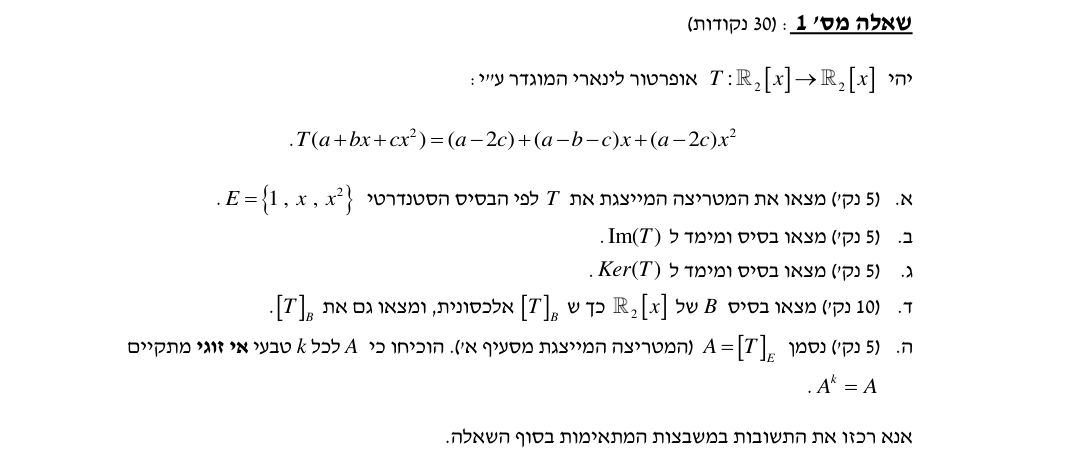 שאלה מס' 1 : (30 נקודות)
יהי T : ℝ₂[x] → ℝ₂[x] אופרטור לינארי המוגדר ע''י :
. T(a + bx + cx²) = (a − 2c) + (a − b − c)x + (a − 2c)x²
א. (5 נק') מצאו את המטריצה המייצגת את T לפי הבסיס הסטנדרטי E = {1 , x , x²} .
ב. (5 נק') מצאו בסיס ומימד ל Im(T) .
ג. (5 נק') מצאו בסיס ומימד ל Ker(T) .
ד. (10 נק') מצאו בסיס B של ℝ₂[x] כך ש [T]_B אלכסונית, ומצאו גם את [T]_B.
ה. (5 נק') נסמן A = [T]_E (המטריצה המייצגת מסעיף א'). הוכיחו כי A לכל k טבעי אי זוגי מתקיים
. Aᵏ = A
אנא רכזו את התשובות במשבצות המתאימות בסוף השאלה.